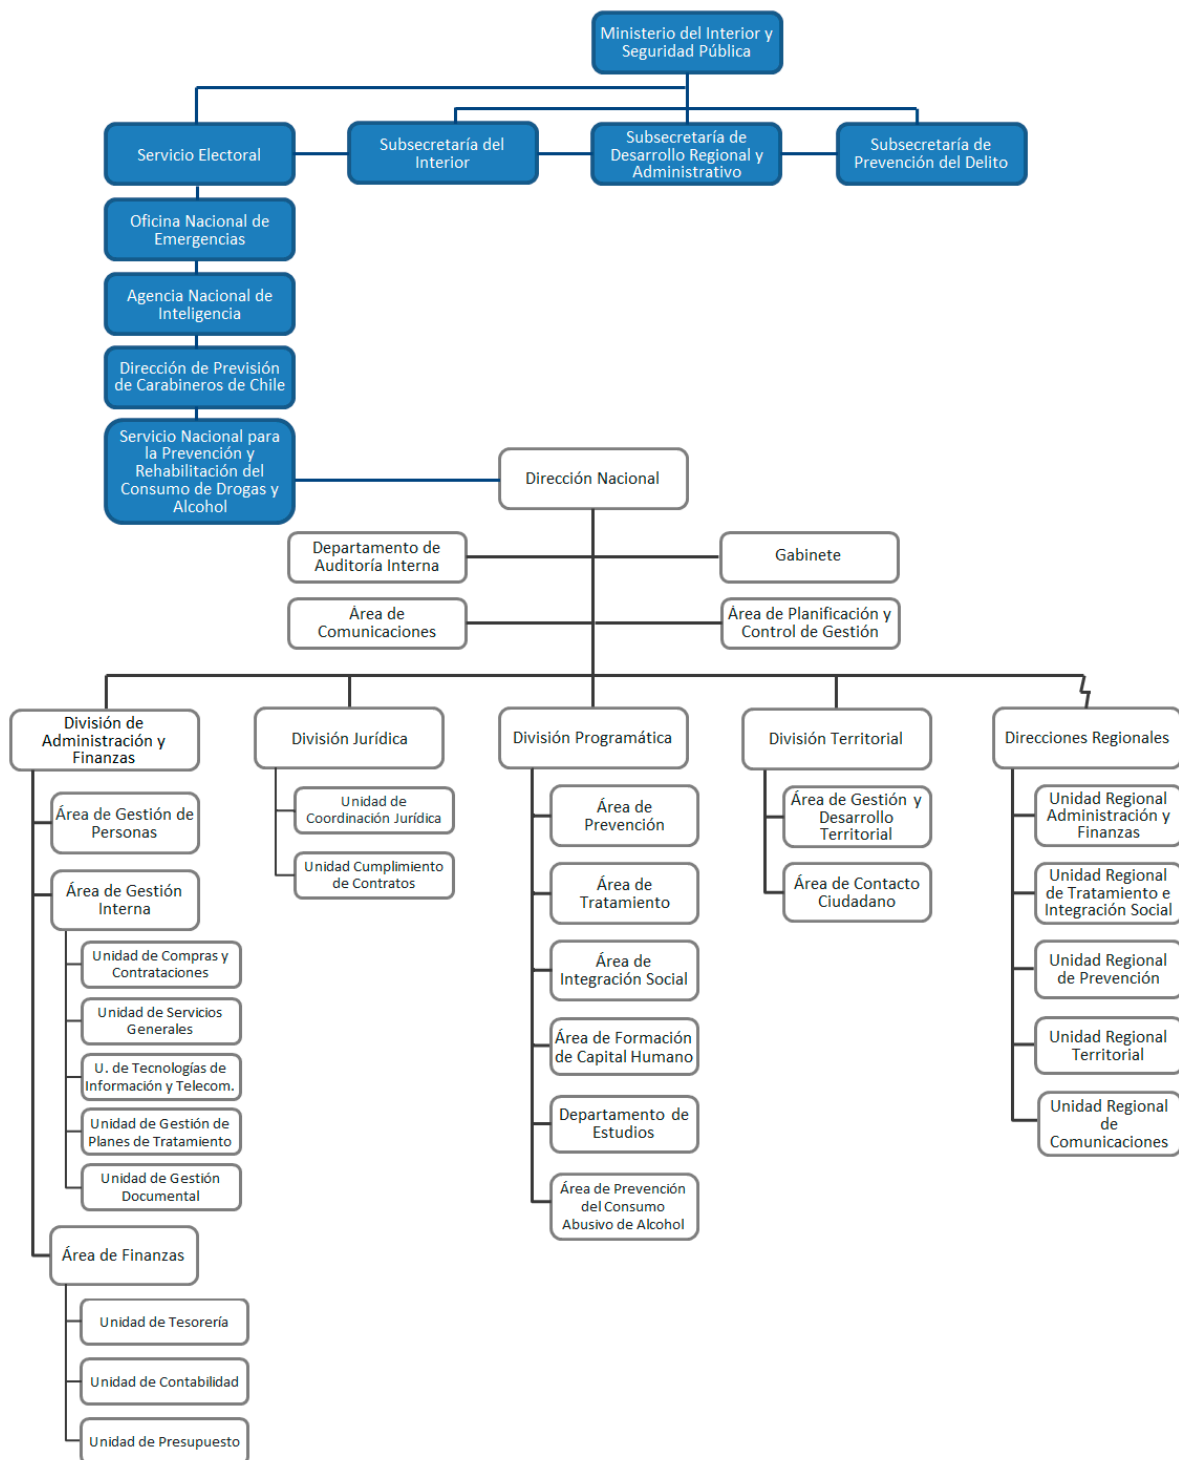 Ministerio del Interior y
Seguridad Pública
Servicio Electoral
Subsecretaría del
Interior
Subsecretaría de
Desarrollo Regional y
Administrativo
Subsecretaría de
Prevención del Delito
Oficina Nacional de
Emergencias
Agencia Nacional de
Inteligencia
Dirección de Previsión
de Carabineros de Chile
Servicio Nacional para
la Prevención y
Rehabilitación del
Consumo de Drogas y
Alcohol
Dirección Nacional
Departamento de
Auditoría Interna
Gabinete
Área de
Comunicaciones
Área de Planificación y
Control de Gestión
División de
Administración y
Finanzas
Área de Gestión de
Personas
Área de Gestión
Interna
Unidad de Compras y
Contrataciones
Unidad de Servicios
Generales
U. de Tecnologías de
Información y Telecom.
Unidad de Gestión de
Planes de Tratamiento
Unidad de Gestión
Documental
Área de Finanzas
Unidad de Tesorería
Unidad de Contabilidad
Unidad de Presupuesto
División Jurídica
Unidad de
Coordinación Jurídica
Unidad Cumplimiento
de Contratos
División Programática
Área de
Prevención
Área de
Tratamiento
Área de
Integración Social
Área de Formación
de Capital Humano
Departamento de
Estudios
Área de Prevención
del Consumo
Abusivo de Alcohol
División Territorial
Área de Gestión y
Desarrollo
Territorial
Área de Contacto
Ciudadano
Direcciones Regionales
Unidad Regional
Administración y
Finanzas
Unidad Regional
de Tratamiento e
Integración Social
Unidad Regional
de Prevención
Unidad Regional
Territorial
Unidad Regional
de
Comunicaciones